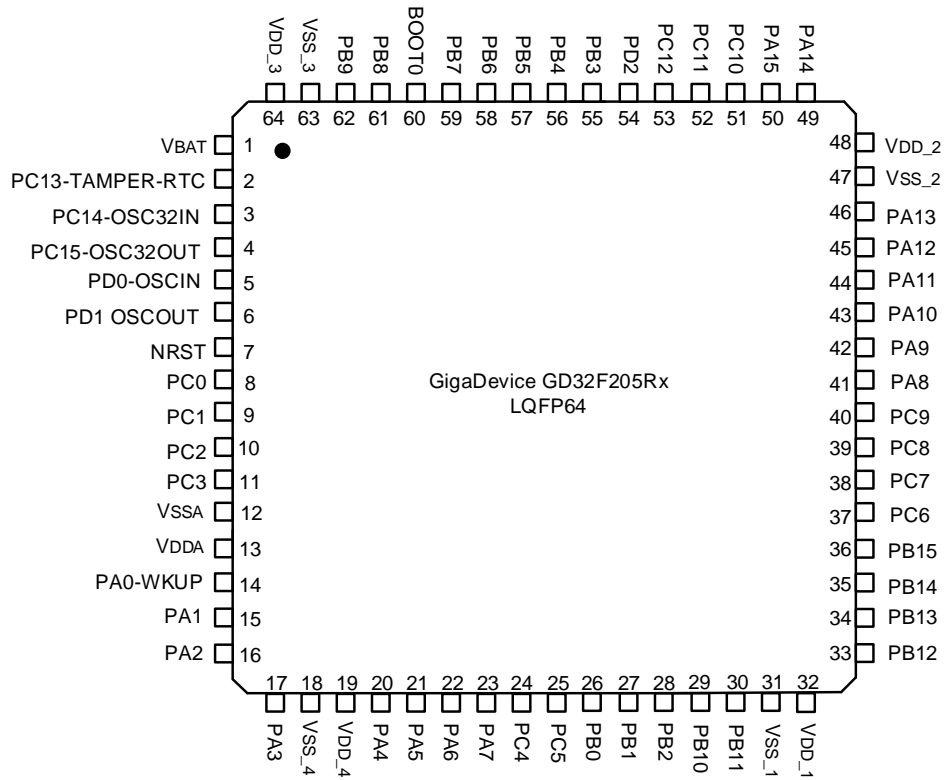 VDD_3 VSS_3 PB9 PB8 BOOT0 PB7 PB6 PB5 PB4 PB3 PD2 PC12 PC11 PC10 PA15 PA14
64 63 62 61 60 59 58 57 56 55 54 53 52 51 50 49
VBAT 1
PC13-TAMPER-RTC 2
PC14-OSC32IN 3
PC15-OSC32OUT 4
PD0-OSCIN 5
PD1 OSCOUT 6
NRST 7
PC0 8
PC1 9
PC2 10
PC3 11
VSSA 12
VDDA 13
PA0-WKUP 14
PA1 15
PA2 16
GigaDevice GD32F205Rx
LQFP64
48 VDD_2
47 VSS_2
46 PA13
45 PA12
44 PA11
43 PA10
42 PA9
41 PA8
40 PC9
39 PC8
38 PC7
37 PC6
36 PB15
35 PB14
34 PB13
33 PB12
17 18 19 20 21 22 23 24 25 26 27 28 29 30 31 32
PA3 VSS_4 VDD_4 PA4 PA5 PA6 PA7 PC4 PC5 PB0 PB1 PB2 PB10 PB11 VSS_1 VDD_1